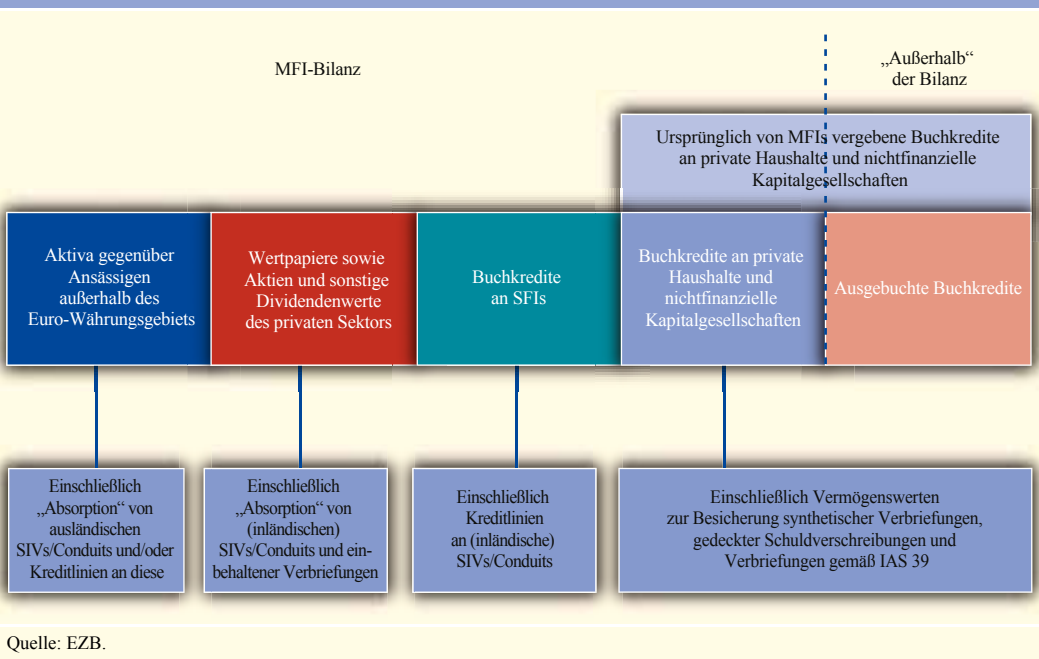 MFI-Bilanz
„Außerhalb“
der Bilanz
Ursprünglich von MFIs vergebene Buchkredite
an private Haushalte und nichtfinanzielle
Kapitalgesellschaften
Aktiva gegenüber
Ansässigen
außerhalb des
Euro-Währungsgebiets
Wertpapiere sowie
Aktien und sonstige
Dividendenwerte
des privaten Sektors
Buchkredite
an SFIs
Buchkredite an private
Haushalte und
nichtfinanzielle
Kapitalgesellschaften
Ausgebuchte Buchkredite
Einschließlich
„Absorption“ von
ausländischen
SIVs/Conduits und/oder
Kreditlinien an diese
Einschließlich
„Absorption“ von
(inländischen)
SIVs/Conduits und ein-
behaltener Verbriefungen
Einschließlich
Kreditlinien
an (inländische)
SIVs/Conduits
Einschließlich Vermögenswerten
zur Besicherung synthetischer Verbriefungen,
gedeckter Schuldverschreibungen und
Verbriefungen gemäß IAS 39
Quelle: EZB.